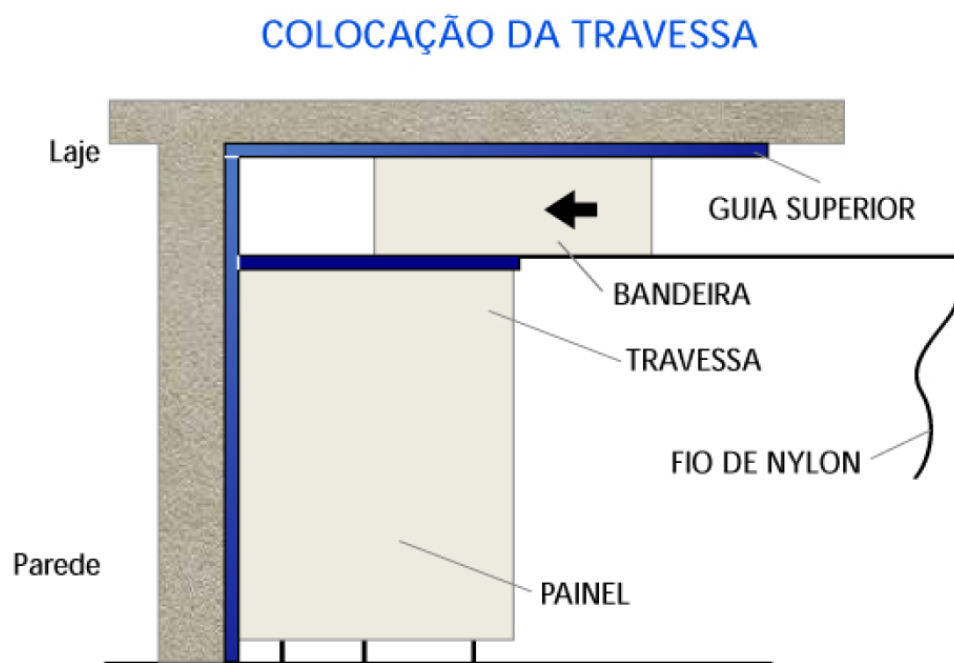 COLOCAÇÃO DA TRAVESSA
Laje
GUIA SUPERIOR
BANDEIRA
TRAVESSA
FIO DE NYLON
Parede
PAINEL